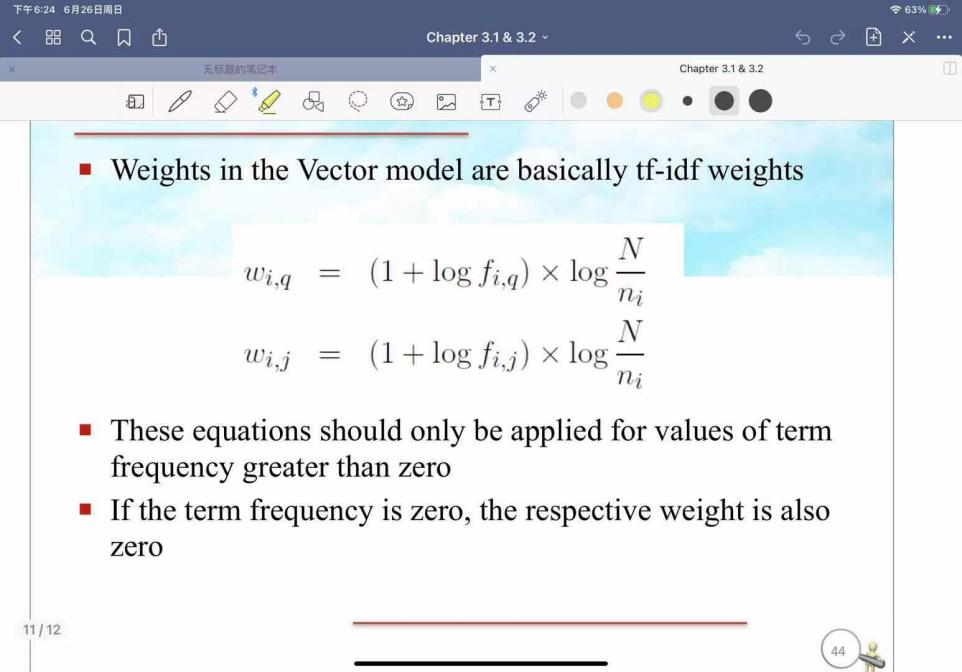 下午6:24 6月26日周日
63%
Chapter 3.1 & 3.2
无标题的笔记本
Chapter 3.1 & 3.2
Weights in the Vector model are basically tf-idf weights
w_{i,q} = (1 + log f_{i,q}) × log N/n_i
w_{i,j} = (1 + log f_{i,j}) × log N/n_i
These equations should only be applied for values of term
frequency greater than zero
If the term frequency is zero, the respective weight is also
zero
11 / 12
44